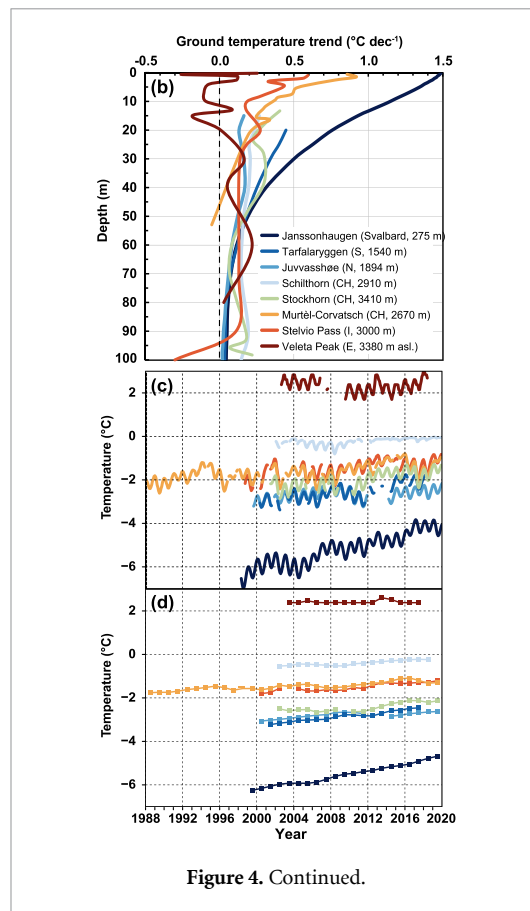 Ground temperature trend (°C dec⁻¹)
-0.5 0.0 0.5 1.0 1.5
(b)
0
10
20
30
40
50
60
70
80
90
100
Depth (m)
Janssonhaugen (Svalbard, 275 m)
Tarfalaryggen (S, 1540 m)
Juvvasshøe (N, 1894 m)
Schilthorn (CH, 2910 m)
Stockhorn (CH, 3410 m)
Murtèl-Corvatsch (CH, 2670 m)
Stelvio Pass (I, 3000 m)
Veleta Peak (E, 3380 m asl.)
(c)
2
0
−2
−4
−6
Temperature (°C)
(d)
2
0
−2
−4
−6
Temperature (°C)
1988 1992 1996 2000 2004 2008 2012 2016 2020
Year
Figure 4. Continued.